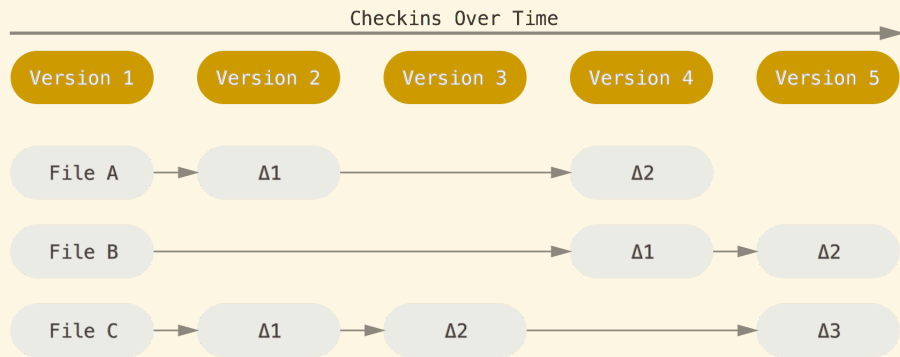 Checkins Over Time
Version 1 Version 2 Version 3 Version 4 Version 5
File A Δ1 Δ2
File B Δ1 Δ2
File C Δ1 Δ2 Δ3